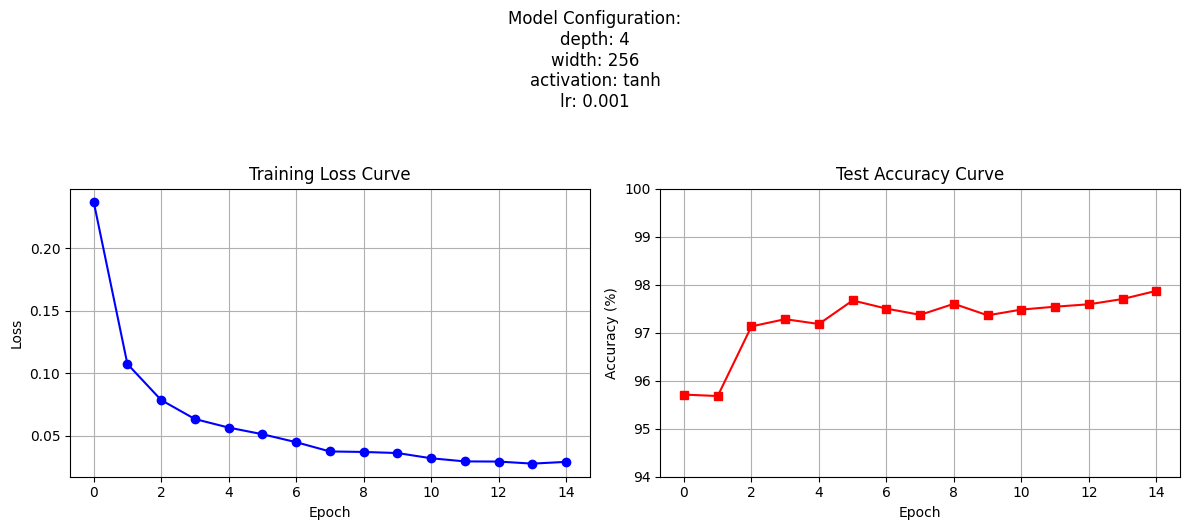 Model Configuration:
depth: 4
width: 256
activation: tanh
lr: 0.001
Training Loss Curve
Loss
0.20
0.15
0.10
0.05
0 2 4 6 8 10 12 14
Epoch
Test Accuracy Curve
Accuracy (%)
100
99
98
97
96
95
94
0 2 4 6 8 10 12 14
Epoch